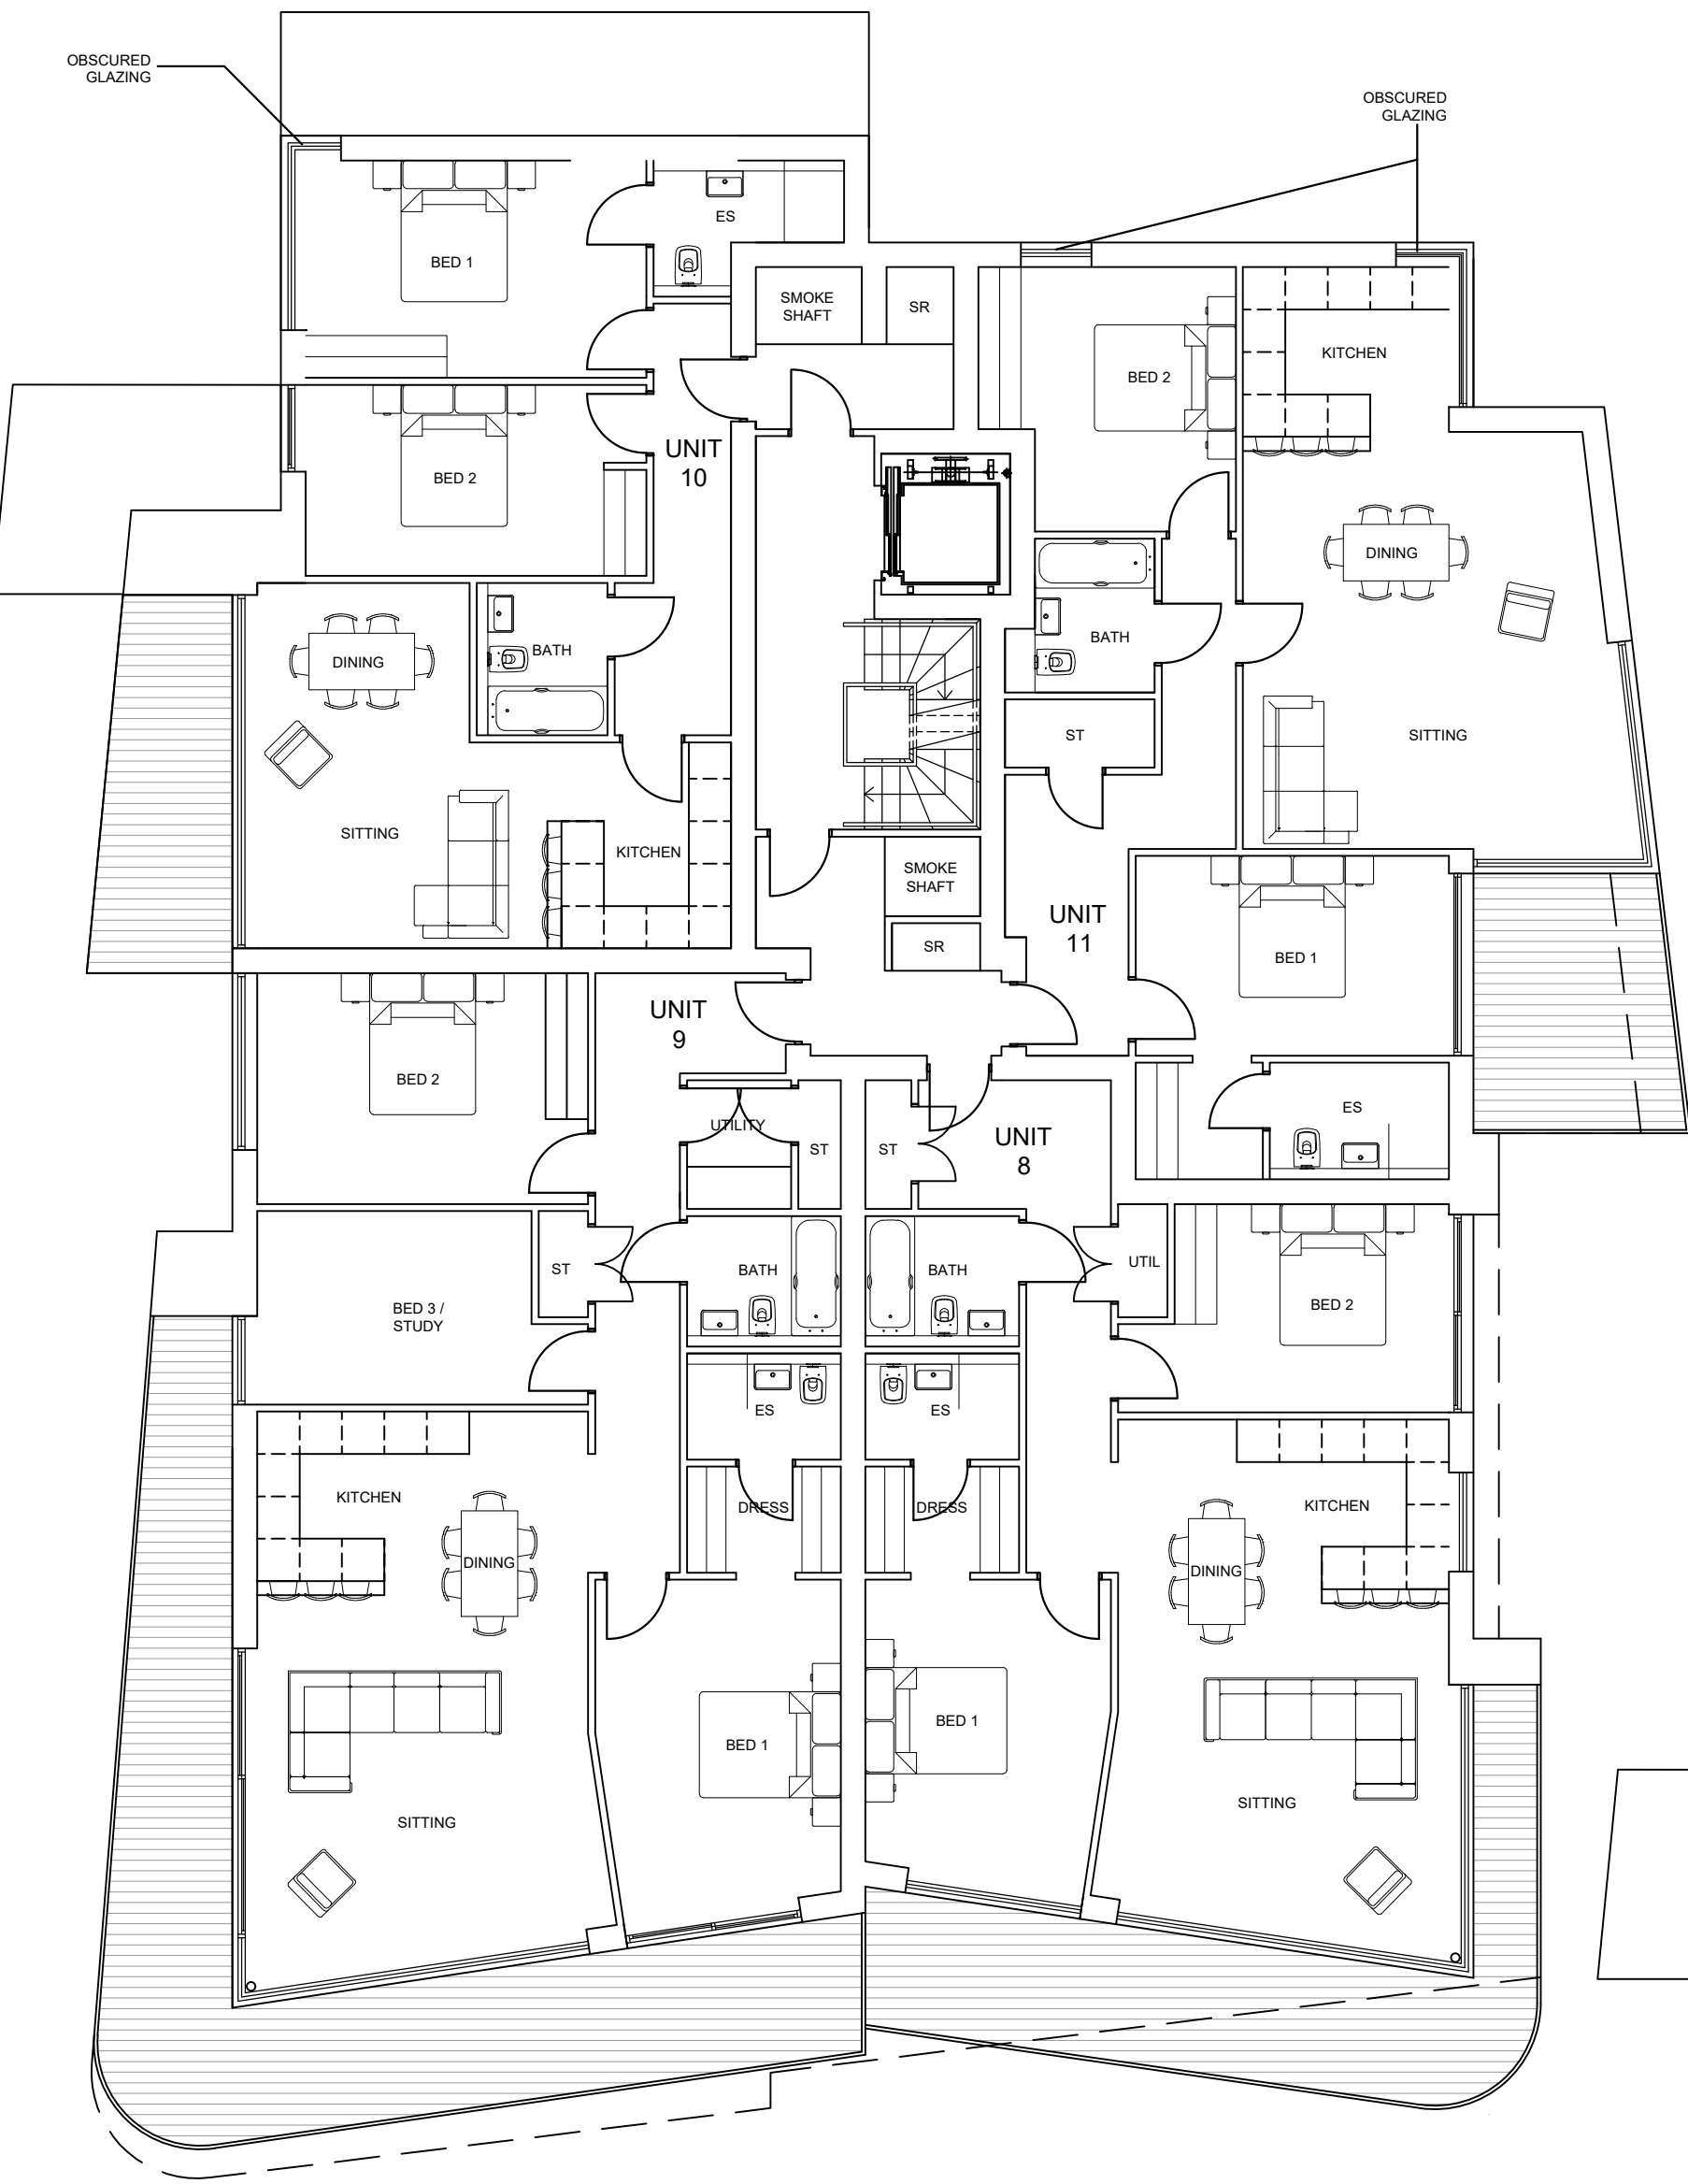 OBSCURED
GLAZING
OBSCURED
GLAZING
ES
BED 1
SMOKE
SHAFT
SR
KITCHEN
BED 2
UNIT
10
BED 2
DINING
BATH
BATH
DINING
ST
SITTING
SITTING
KITCHEN
SMOKE
SHAFT
UNIT
11
SR
BED 1
UNIT
9
BED 2
ES
UTILITY
ST
ST
UNIT
8
ST
BATH
BATH
UTIL
BED 3 /
STUDY
BED 2
ES
ES
KITCHEN
DRESS
DRESS
KITCHEN
DINING
DINING
BED 1
BED 1
SITTING
SITTING